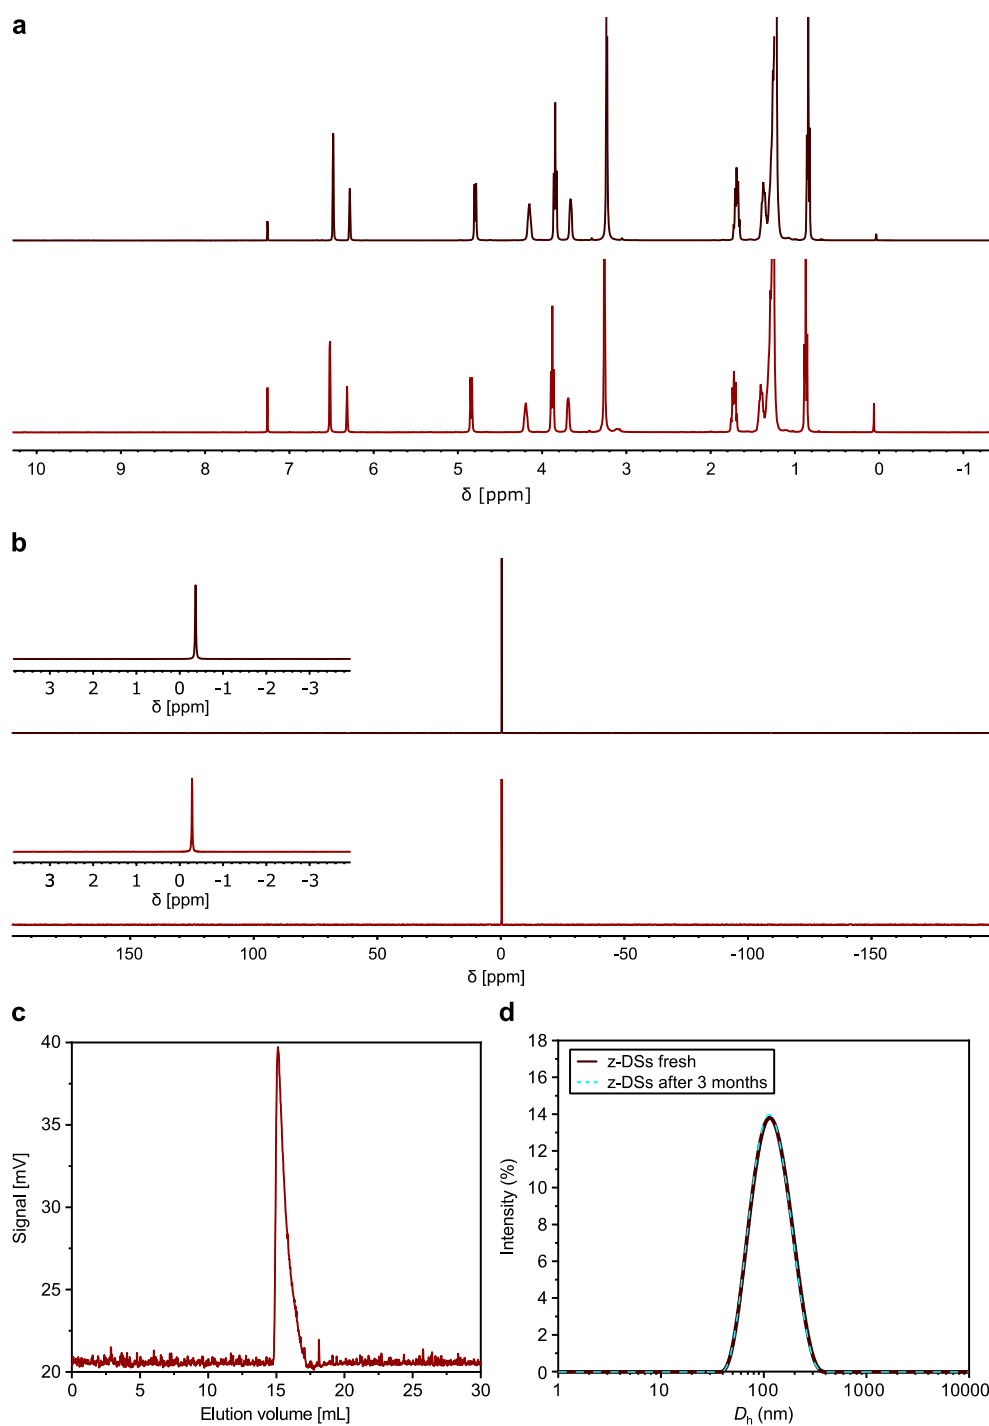 a
10 9 8 7 6 5 4 3 2 1 0 -1
δ [ppm]
b
3 2 1 0 -1 -2 -3
δ [ppm]
3 2 1 0 -1 -2 -3
δ [ppm]
150 100 50 0 -50 -100 -150
δ [ppm]
c
40
35
30
25
20
Signal [mV]
0 5 10 15 20 25 30
Elution volume [mL]
d
18
16
14
12
10
8
6
4
2
0
Intensity (%)
z-DSs fresh
z-DSs after 3 months
1 10 100 1000 10000
Dh (nm)